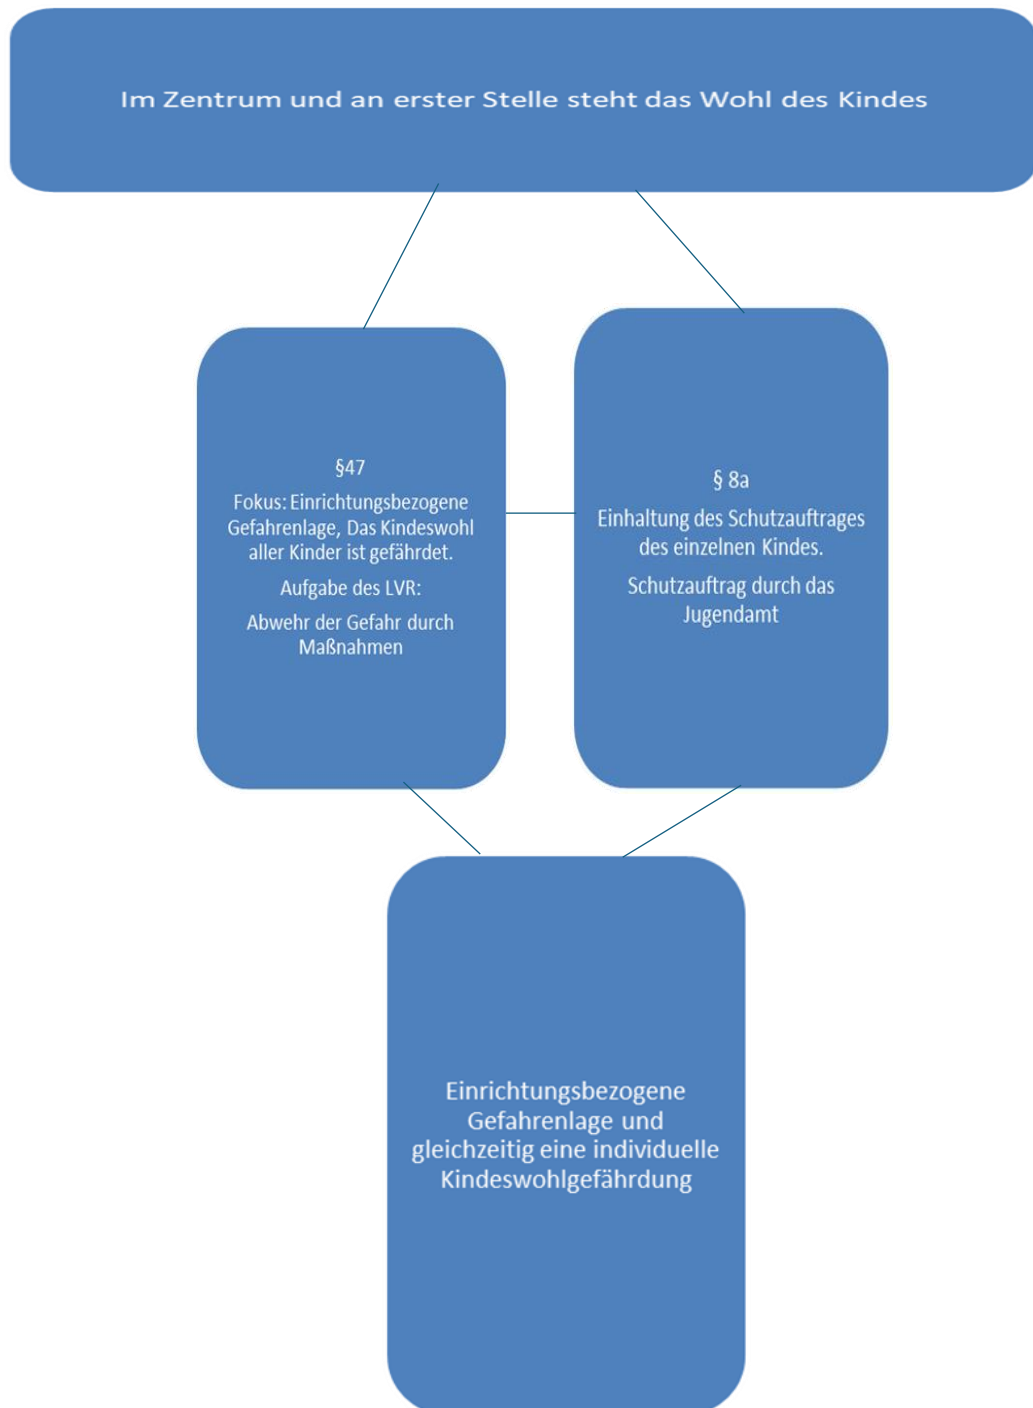 Im Zentrum und an erster Stelle steht das Wohl des Kindes
§47
Fokus: Einrichtungsbezogene
Gefahrenlage, Das Kindeswohl
aller Kinder ist gefährdet.
Aufgabe des LVR:
Abwehr der Gefahr durch
Maßnahmen
§ 8a
Einhaltung des Schutzauftrages
des einzelnen Kindes.
Schutzauftrag durch das
Jugendamt
Einrichtungsbezogene
Gefahrenlage und
gleichzeitig eine individuelle
Kindeswohlgefährdung